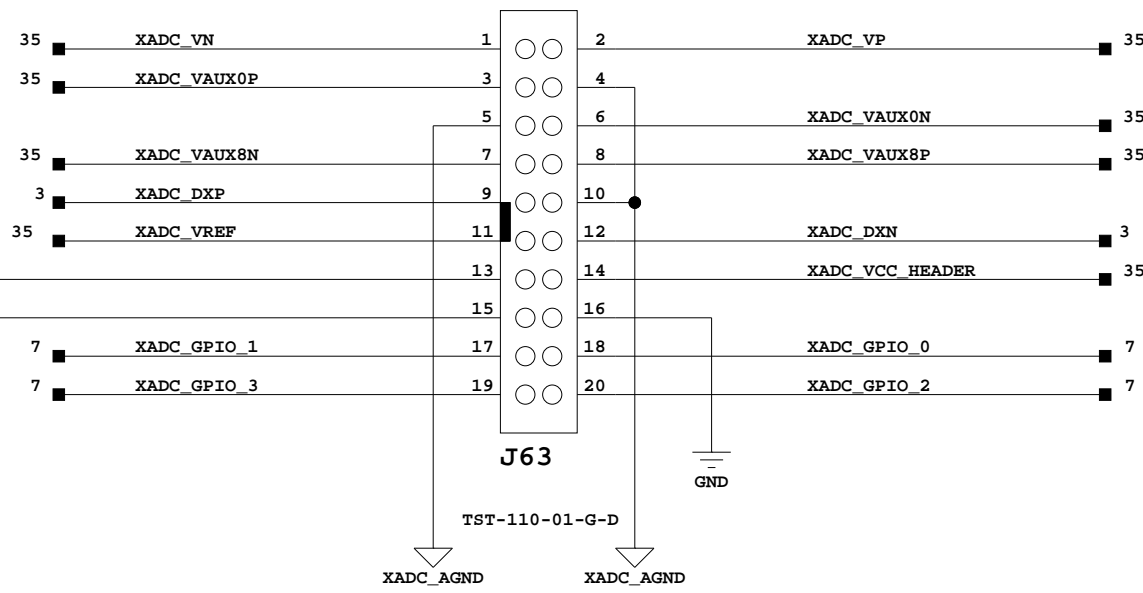 35 XADC_VN 1 2 XADC_VP 35
35 XADC_VAUX0P 3 4
5 6 XADC_VAUX0N 35
35 XADC_VAUX8N 7 8 XADC_VAUX8P 35
3 XADC_DXP 9 10
35 XADC_VREF 11 12 XADC_DXN 3
13 14 XADC_VCC_HEADER 35
15 16
7 XADC_GPIO_1 17 18 XADC_GPIO_0 7
7 XADC_GPIO_3 19 20 XADC_GPIO_2 7
J63
GND
TST-110-01-G-D
XADC_AGND XADC_AGND